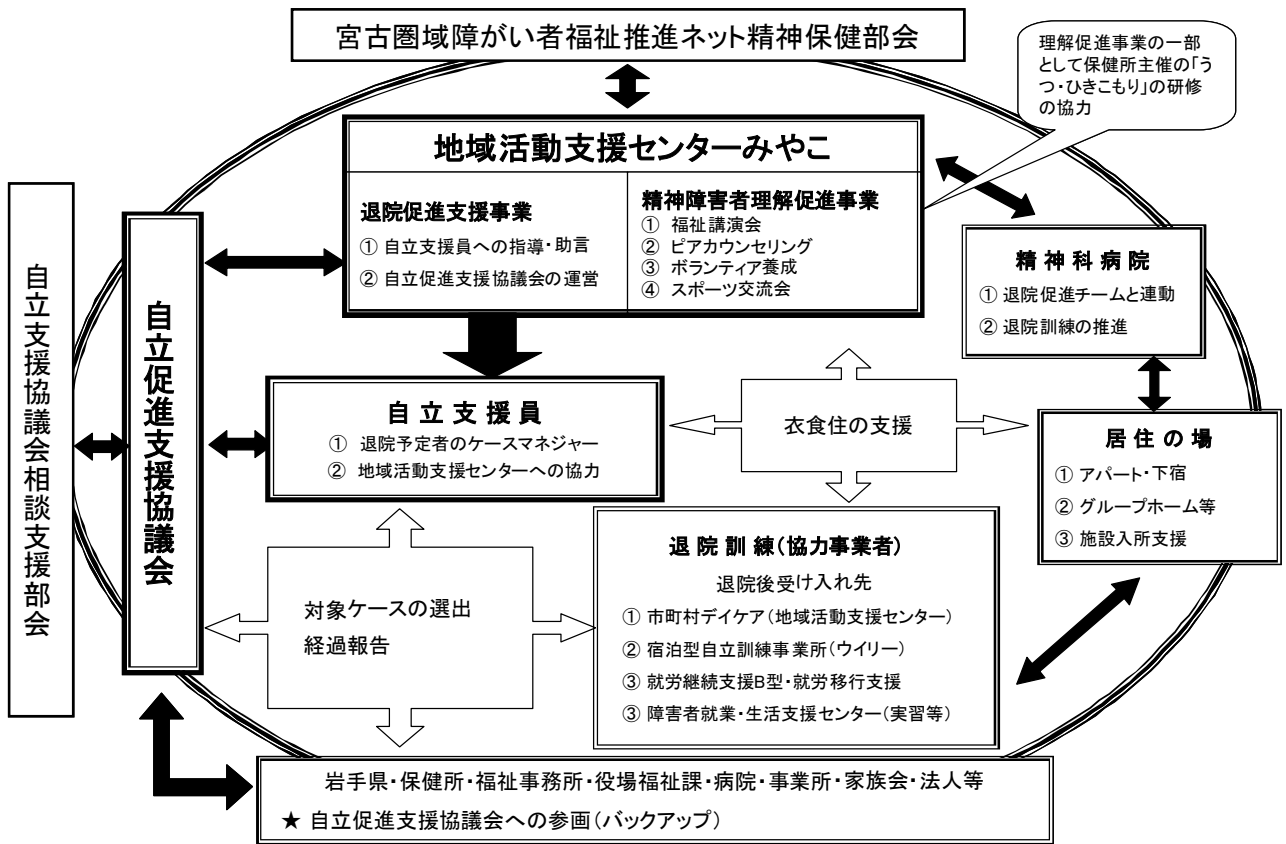 宮古圏域障がい者福祉推進ネット精神保健部会
理解促進事業の一部
として保健所主催の「う
つ・ひきこもり」の研修
の協力
地域活動支援センターみやこ
退院促進支援事業
① 自立支援員への指導・助言
② 自立促進支援協議会の運営
精神障害者理解促進事業
① 福祉講演会
② ピアカウンセリング
③ ボランティア養成
④ スポーツ交流会
精神科病院
① 退院促進チームと連動
② 退院訓練の推進
自立支援協議会相談支援部会
自立促進支援協議会
自立支援員
① 退院予定者のケースマネジャー
② 地域活動支援センターへの協力
衣食住の支援
居住の場
① アパート・下宿
② グループホーム等
③ 施設入所支援
対象ケースの選出
経過報告
退院訓練(協力事業者)
退院後受け入れ先
① 市町村デイケア(地域活動支援センター)
② 宿泊型自立訓練事業所(ウイリー)
③ 就労継続支援B型・就労移行支援
③ 障害者就業・生活支援センター(実習等)
岩手県・保健所・福祉事務所・役場福祉課・病院・事業所・家族会・法人等
★ 自立促進支援協議会への参画(バックアップ)